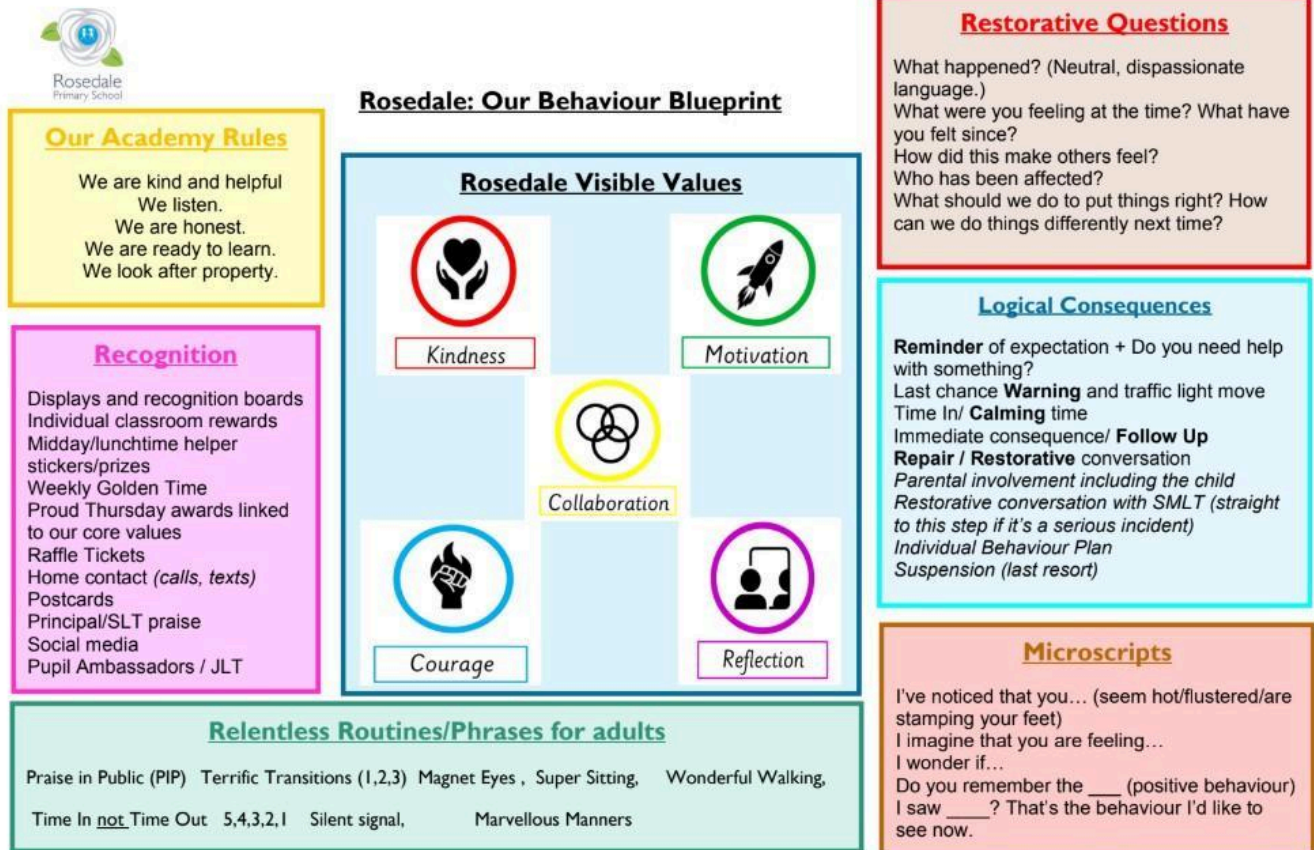 Rosedale
Primary School
Rosedale: Our Behaviour Blueprint
Our Academy Rules
We are kind and helpful
We listen.
We are honest.
We are ready to learn.
We look after property.
Recognition
Displays and recognition boards
Individual classroom rewards
Midday/lunchtime helper
stickers/prizes
Weekly Golden Time
Proud Thursday awards linked
to our core values
Raffle Tickets
Home contact (calls, texts)
Postcards
Principal/SLT praise
Social media
Pupil Ambassadors / JLT
Rosedale Visible Values
Kindness
Motivation
Collaboration
Courage
Reflection
Relentless Routines/Phrases for adults
Praise in Public (PIP) Terrific Transitions (1,2,3) Magnet Eyes , Super Sitting, Wonderful Walking,
Time In not Time Out 5,4,3,2,1 Silent signal, Marvellous Manners
Restorative Questions
What happened? (Neutral, dispassionate
language.)
What were you feeling at the time? What have
you felt since?
How did this make others feel?
Who has been affected?
What should we do to put things right? How
can we do things differently next time?
Logical Consequences
Reminder of expectation + Do you need help
with something?
Last chance Warning and traffic light move
Time In/ Calming time
Immediate consequence/ Follow Up
Repair / Restorative conversation
Parental involvement including the child
Restorative conversation with SMLT (straight
to this step if it's a serious incident)
Individual Behaviour Plan
Suspension (last resort)
Microscripts
I've noticed that you… (seem hot/flustered/are
stamping your feet)
I imagine that you are feeling…
I wonder if…
Do you remember the ___ (positive behaviour)
I saw ____? That's the behaviour I'd like to
see now.